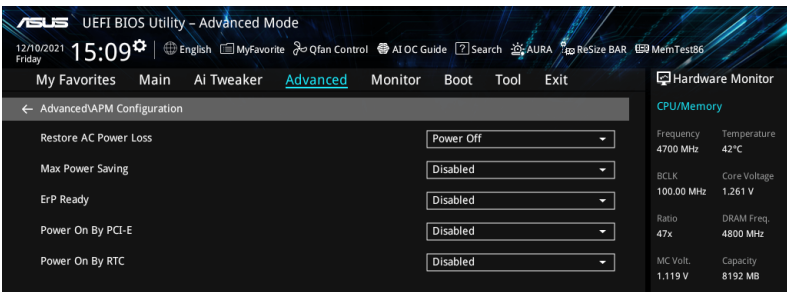 ASUS UEFI BIOS Utility – Advanced Mode
12/10/2021 Friday 15:09 English MyFavorite Qfan Control AI OC Guide ? Search AURA ReSize BAR MemTest86
My Favorites Main Ai Tweaker Advanced Monitor Boot Tool Exit
Hardware Monitor
← Advanced\APM Configuration
Restore AC Power Loss Power Off
Max Power Saving Disabled
ErP Ready Disabled
Power On By PCI-E Disabled
Power On By RTC Disabled
CPU/Memory
Frequency Temperature
4700 MHz 42°C
BCLK Core Voltage
100.00 MHz 1.261 V
Ratio DRAM Freq.
47x 4800 MHz
MC Volt. Capacity
1.119 V 8192 MB